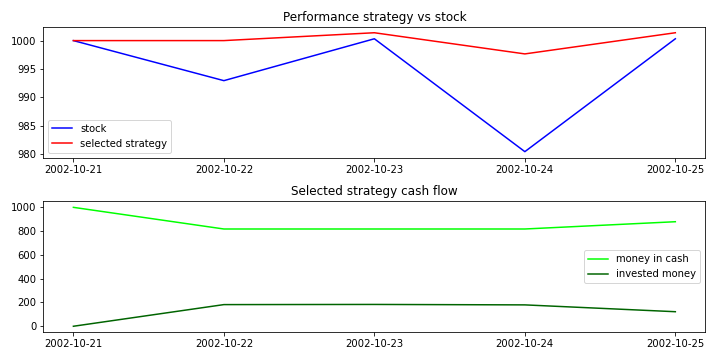 Performance strategy vs stock
1000
995
990
985
980
stock
selected strategy
2002-10-21 2002-10-22 2002-10-23 2002-10-24 2002-10-25
Selected strategy cash flow
1000
800
600
400
200
0
money in cash
invested money
2002-10-21 2002-10-22 2002-10-23 2002-10-24 2002-10-25